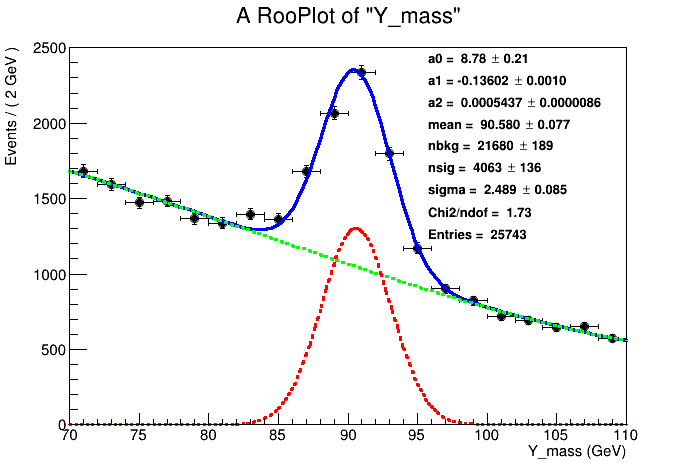 A RooPlot of "Y_mass"
Events / ( 2 GeV )
2500
2000
1500
1000
500
0
a0 = 8.78 ± 0.21
a1 = -0.13602 ± 0.0010
a2 = 0.0005437 ± 0.0000086
mean = 90.580 ± 0.077
nbkg = 21680 ± 189
nsig = 4063 ± 136
sigma = 2.489 ± 0.085
Chi2/ndof = 1.73
Entries = 25743
70 75 80 85 90 95 100 105 110
Y_mass (GeV)